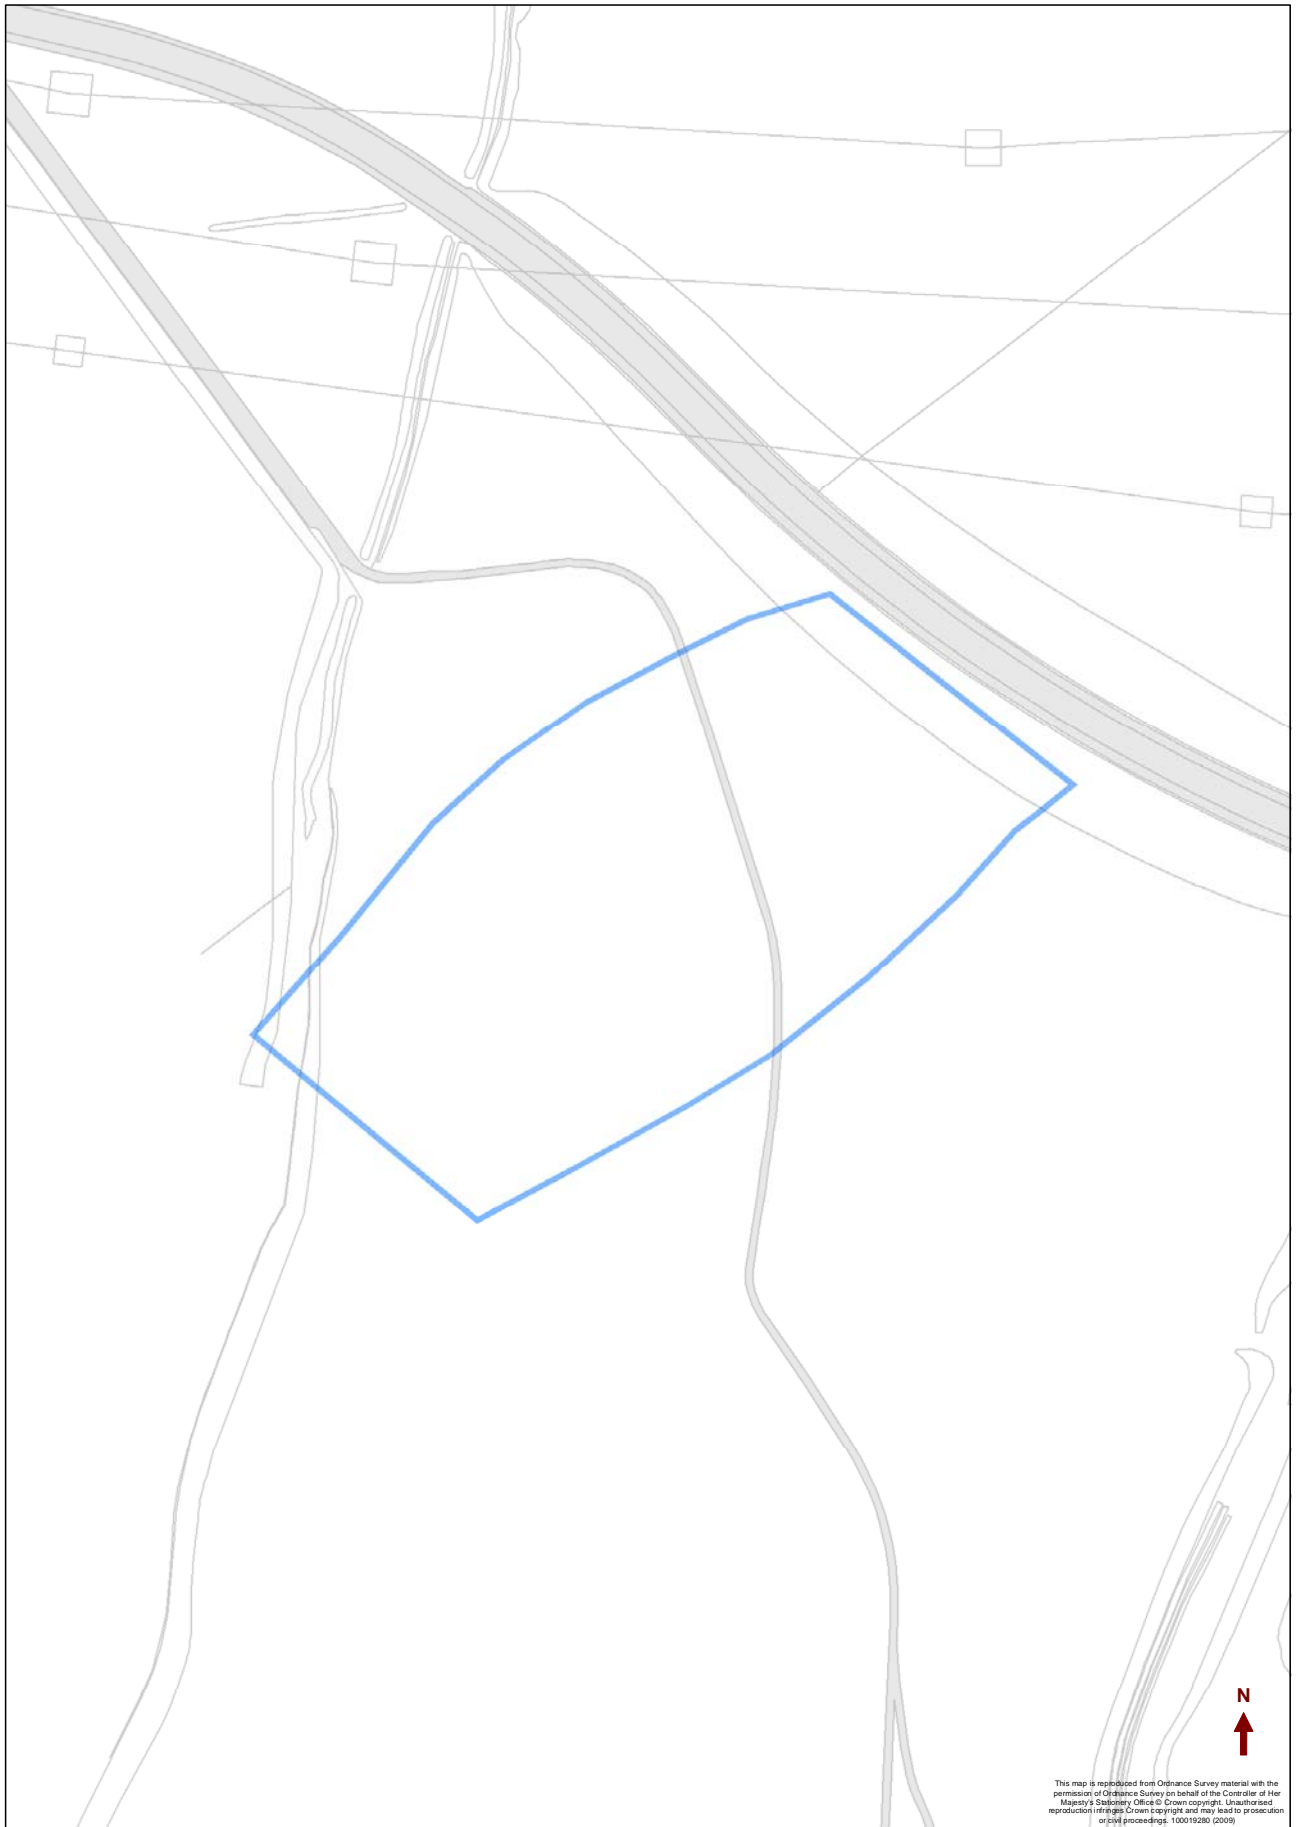 N
This map is reproduced from Ordnance Survey material with the
permission of Ordnance Survey on behalf of the Controller of Her
Majesty's Stationery Office © Crown copyright. Unauthorised
reproduction infringes Crown copyright and may lead to prosecution
or civil proceedings. 100019280 (2009)